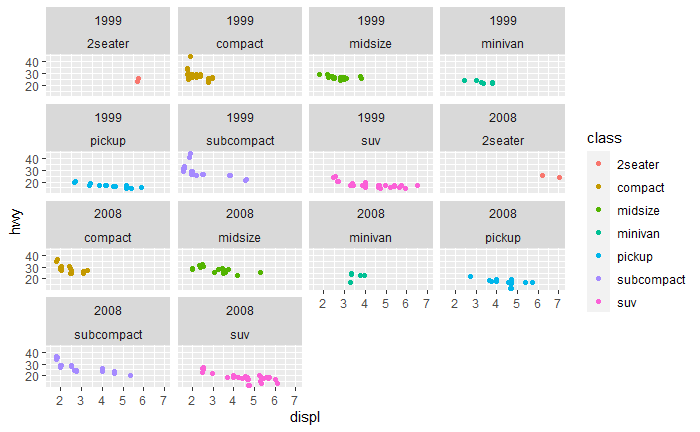 1999 1999 1999 1999
2seater compact midsize minivan
40
30
20
1999 1999 1999 2008
pickup subcompact suv 2seater
40
30
20
2008 2008 2008 2008
compact midsize minivan pickup
40
30
20
2 3 4 5 6 7 2 3 4 5 6 7
2008 2008
subcompact suv
40
30
20
2 3 4 5 6 7 2 3 4 5 6 7
displ
hwy
class
2seater
compact
midsize
minivan
pickup
subcompact
suv